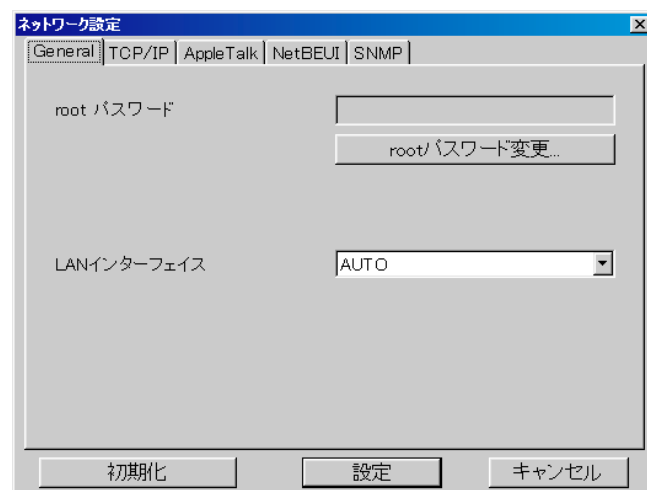 ネットワーク設定
General TCP/IP AppleTalk NetBEUI SNMP
root パスワード
rootパスワード変更...
LANインターフェイス AUTO
初期化 設定 キャンセル